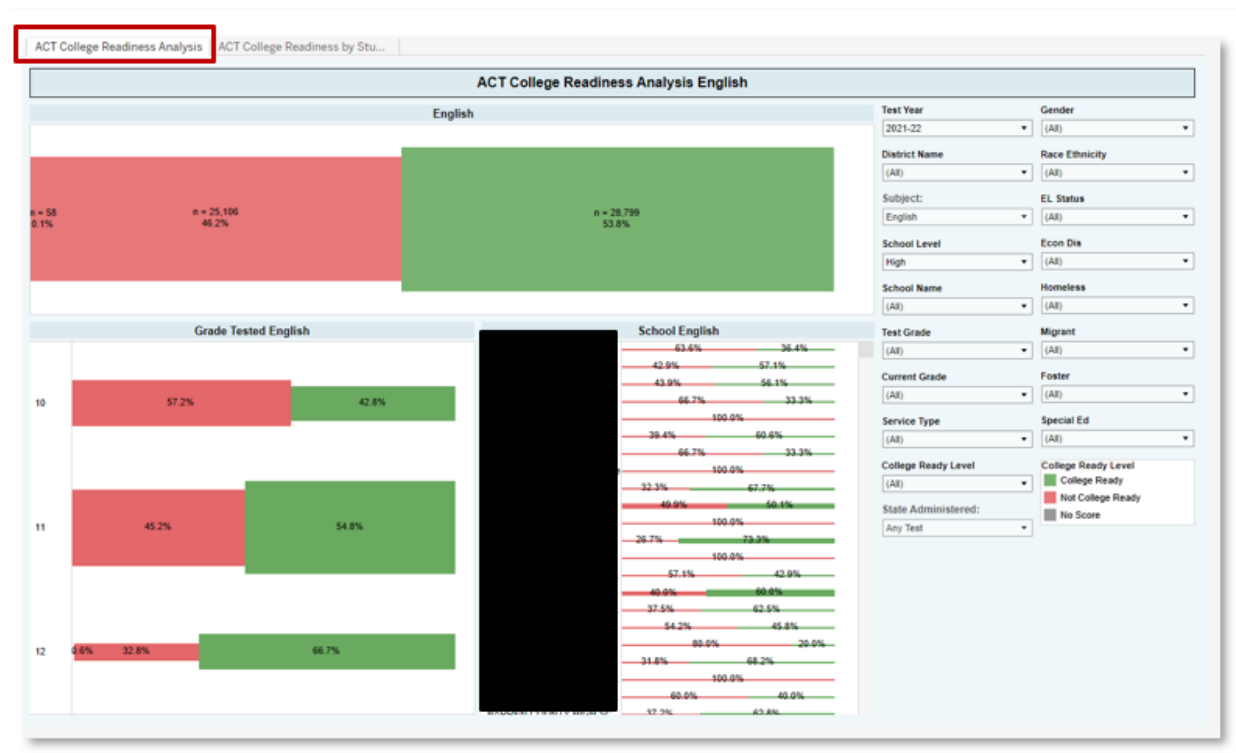 ACT College Readiness Analysis
ACT College Readiness by Stu...
ACT College Readiness Analysis English
English
n = 58
0.1%
n = 25,106
46.2%
n = 28,799
53.8%
Grade Tested English
10
57.2%
42.8%
11
45.2%
54.8%
12
0.6%
32.8%
66.7%
School English
63.6% 36.4%
42.9% 57.1%
43.9% 56.1%
66.7% 33.3%
100.0%
39.4% 60.6%
66.7% 33.3%
100.0%
32.3% 67.7%
49.9% 50.1%
100.0%
26.7% 73.3%
100.0%
57.1% 42.9%
40.0% 60.0%
37.5% 62.5%
54.2% 45.8%
80.0% 20.0%
31.8% 68.2%
100.0%
60.0% 40.0%
37.2% 62.8%
Test Year
2021-22
District Name
(All)
Subject:
English
School Level
High
School Name
(All)
Test Grade
(All)
Current Grade
(All)
Service Type
(All)
College Ready Level
(All)
State Administered:
Any Test
Gender
(All)
Race Ethnicity
(All)
EL Status
(All)
Econ Dis
(All)
Homeless
(All)
Migrant
(All)
Foster
(All)
Special Ed
(All)
College Ready Level
College Ready
Not College Ready
No Score